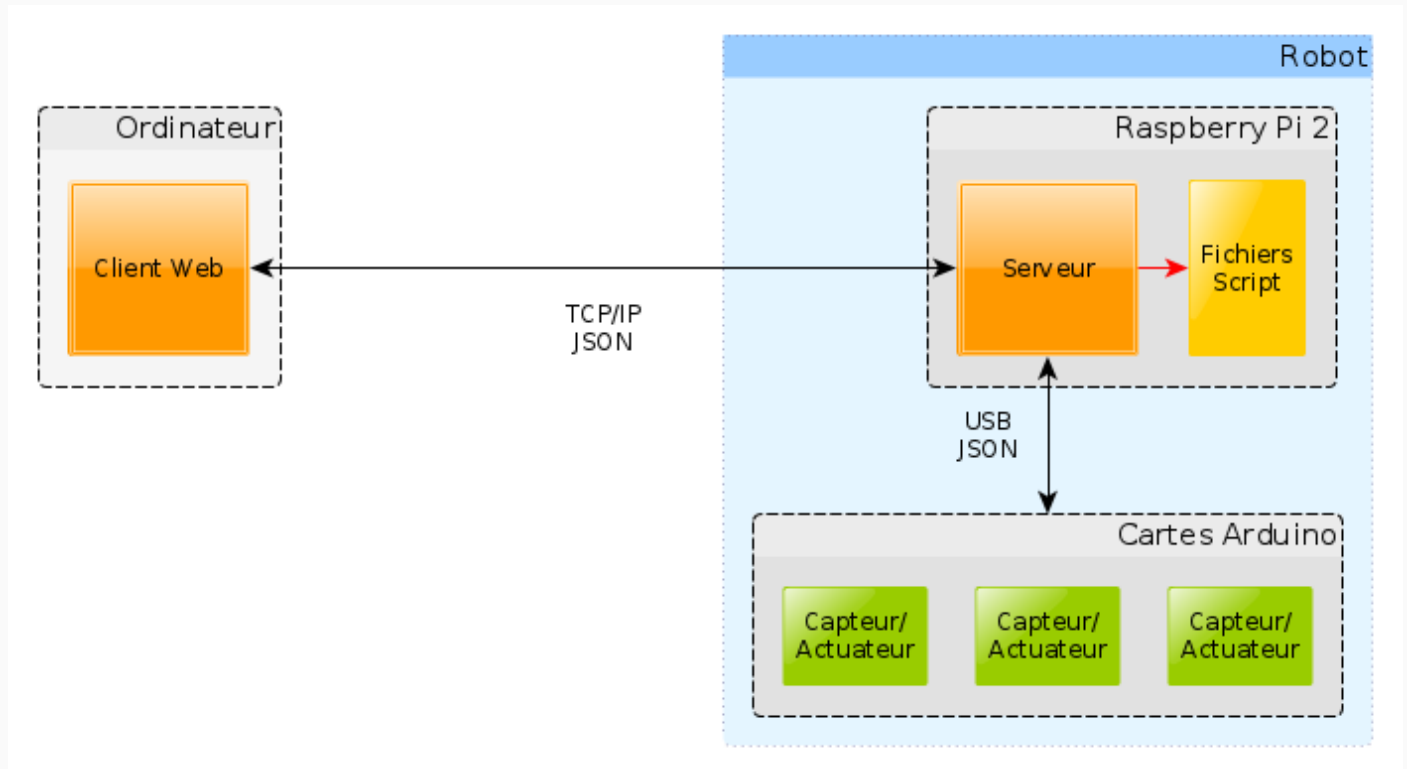 Robot
Ordinateur
Raspberry Pi 2
Client Web
Serveur
Fichiers
Script
TCP/IP
JSON
USB
JSON
Cartes Arduino
Capteur/
Actuateur
Capteur/
Actuateur
Capteur/
Actuateur